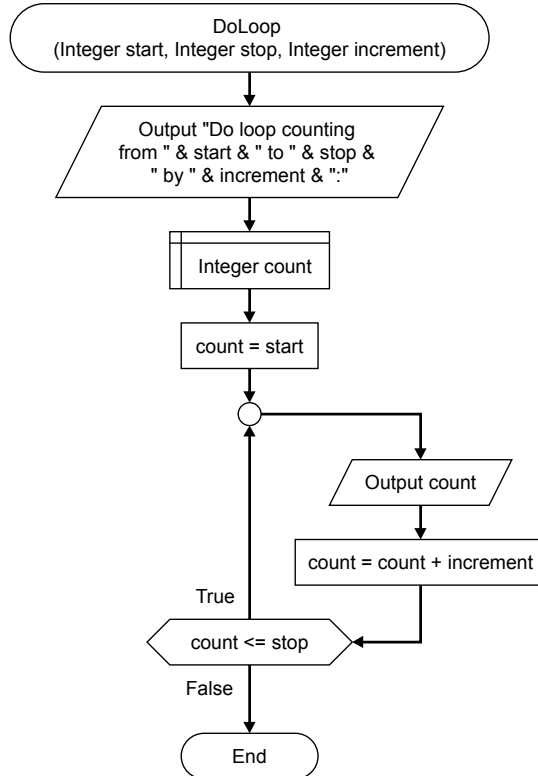 DoLoop
(Integer start, Integer stop, Integer increment)
Output "Do loop counting
from " & start & " to " & stop &
" by " & increment & ":"
Integer count
count = start
Output count
count = count + increment
True
count <= stop
False
End